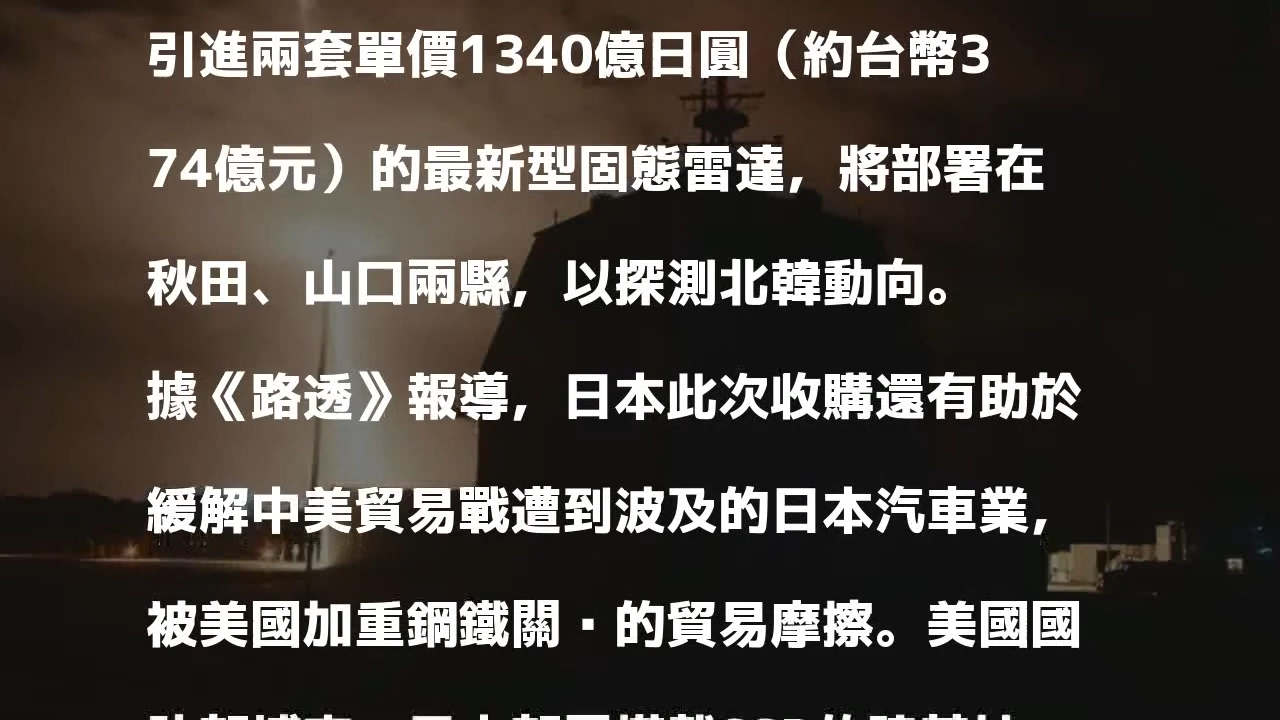 引進兩套單價1340億日圓（約台幣3
74億元）的最新型固態雷達，將部署在
秋田、山口兩縣，以探測北韓動向。
據《路透》報導，日本此次收購還有助於
緩解中美貿易戰遭到波及的日本汽車業，
被美國加重鋼鐵關▪的貿易摩擦。美國國